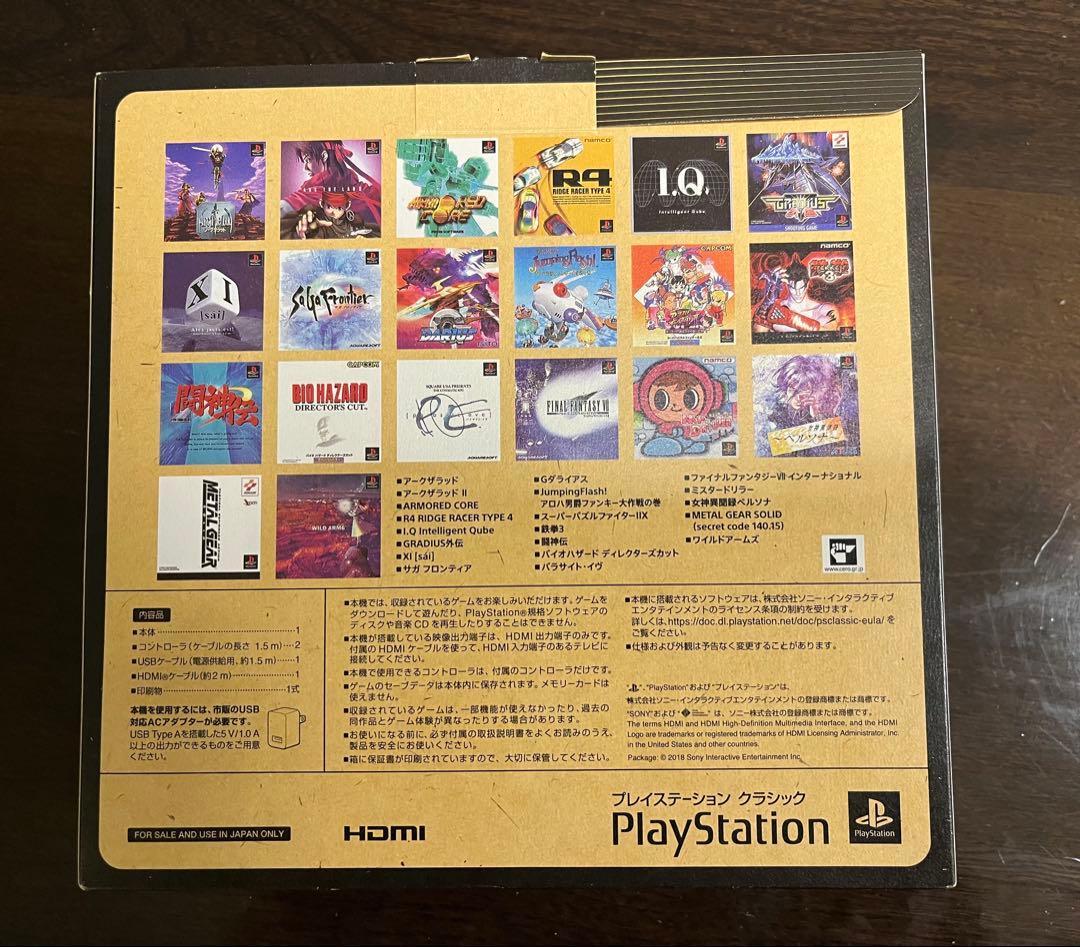 ARMORED CORE
namco
R4
RIDGE RACER TYPE 4
I.Q
Intelligent Qube
GRADIUS
SHOOTING GAME
XI
[sái]
SaGa Frontier
SQUARESOFT
DARIUS
JumpingFlash!
CAPCOM
namco
闘神伝
CAPCOM
BIO HAZARD
DIRECTOR'S CUT
SQUARESOFT
FINAL FANTASY VII
SQUARESOFT
namco
ペルソナ
METAL GEAR
WILD ARMS
■アークザラッド
■アークザラッド II
■ARMORED CORE
■R4 RIDGE RACER TYPE 4
■I.Q Intelligent Qube
■GRADIUS外伝
■XI [sái]
■サガ フロンティア
■Gダライアス
■JumpingFlash!
アロハ男爵ファンキー大作戦の巻
■スーパーパズルファイターIIX
■鉄拳3
■闘神伝
■バイオハザード ディレクターズカット
■パラサイト・イヴ
■ファイナルファンタジーVII インターナショナル
■ミスタードリラー
■女神異聞録ペルソナ
■METAL GEAR SOLID
(secret code 140.15)
■ワイルドアームズ
www.cero.gr.jp
内容品
■本体 1
■コントローラ(ケーブルの長さ 1.5m) 2
■USBケーブル(電源供給用、約1.5m) 1
■HDMI®ケーブル(約2m) 1
■印刷物 1式
本機を使用するには、市販のUSB
対応ACアダプターが必要です。
USB Type Aを搭載した5 V/1.0 A
以上の出力ができるものをご用意
ください。
■本機では、収録されているゲームをお楽しみいただけます。ゲームを
ダウンロードして遊んだり、PlayStation®規格ソフトウェアの
ディスクや音楽CDを再生したりすることはできません。
■本機が搭載している映像出力端子は、HDMI出力端子のみです。
付属のHDMIケーブルを使って、HDMI入力端子のあるテレビに
接続してください。
■本機で使用できるコントローラは、付属のコントローラだけです。
■ゲームのセーブデータは本体内に保存されます。メモリーカードは
使えません。
■収録されているゲームは、一部機能が使えなかったり、過去の
同作品とゲーム体験が異なったりする場合があります。
■お使いになる前に、必ず付属の取扱説明書をよくお読みのうえ、
製品を安全にお使いください。
■箱に保証書が印刷されていますので、大切に保管してください。
■本機に搭載されるソフトウェアは、株式会社ソニー・インタラクティブ
エンタテインメントのライセンス条項の制約を受けます。
詳しくは、https://doc.dl.playstation.net/doc/psclassic-eula/ を
ご覧ください。
■仕様および外観は予告なく変更することがあります。
"PlayStation"および"プレイステーション"は、
株式会社ソニー・インタラクティブエンタテインメントの登録商標または商標です。
"SONY"および" "は、ソニー株式会社の登録商標または商標です。
The terms HDMI and HDMI High-Definition Multimedia Interface, and the HDMI
Logo are trademarks or registered trademarks of HDMI Licensing Administrator, Inc.
in the United States and other countries.
Package: © 2018 Sony Interactive Entertainment Inc.
FOR SALE AND USE IN JAPAN ONLY
HDMI
プレイステーション クラシック
PlayStation
PlayStation